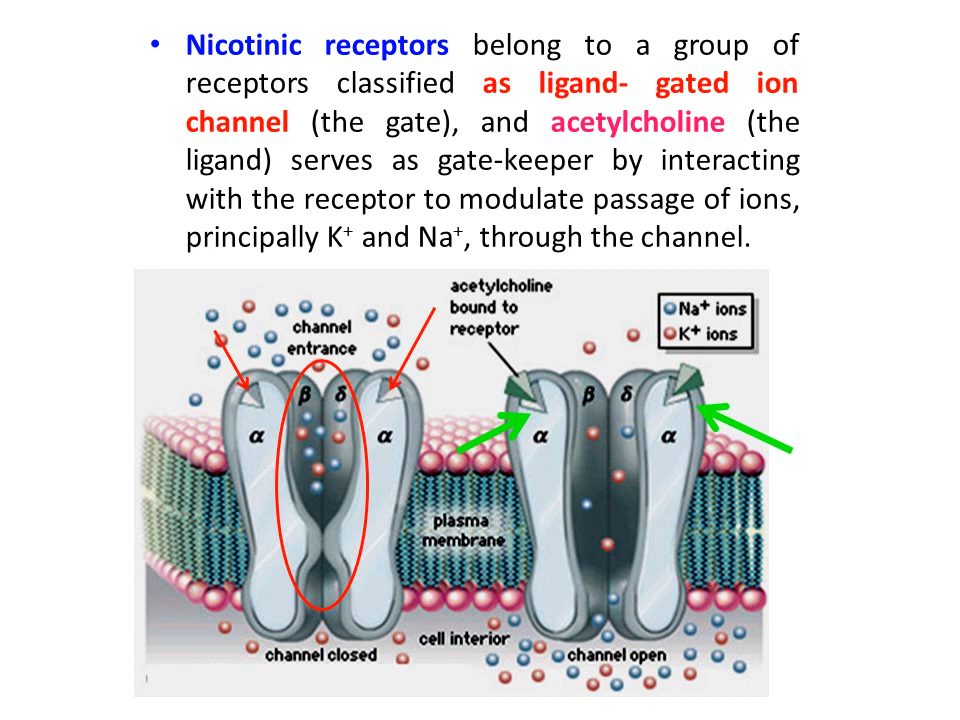 • Nicotinic receptors belong to a group of
receptors classified as ligand- gated ion
channel (the gate), and acetylcholine (the
ligand) serves as gate-keeper by interacting
with the receptor to modulate passage of ions,
principally K⁺ and Na⁺, through the channel.
acetylcholine
bound to
receptor
channel
entrance
Na⁺ ions
K⁺ ions
β δ
β δ
α α
α α
plasma
membrane
cell interior
channel closed
channel open